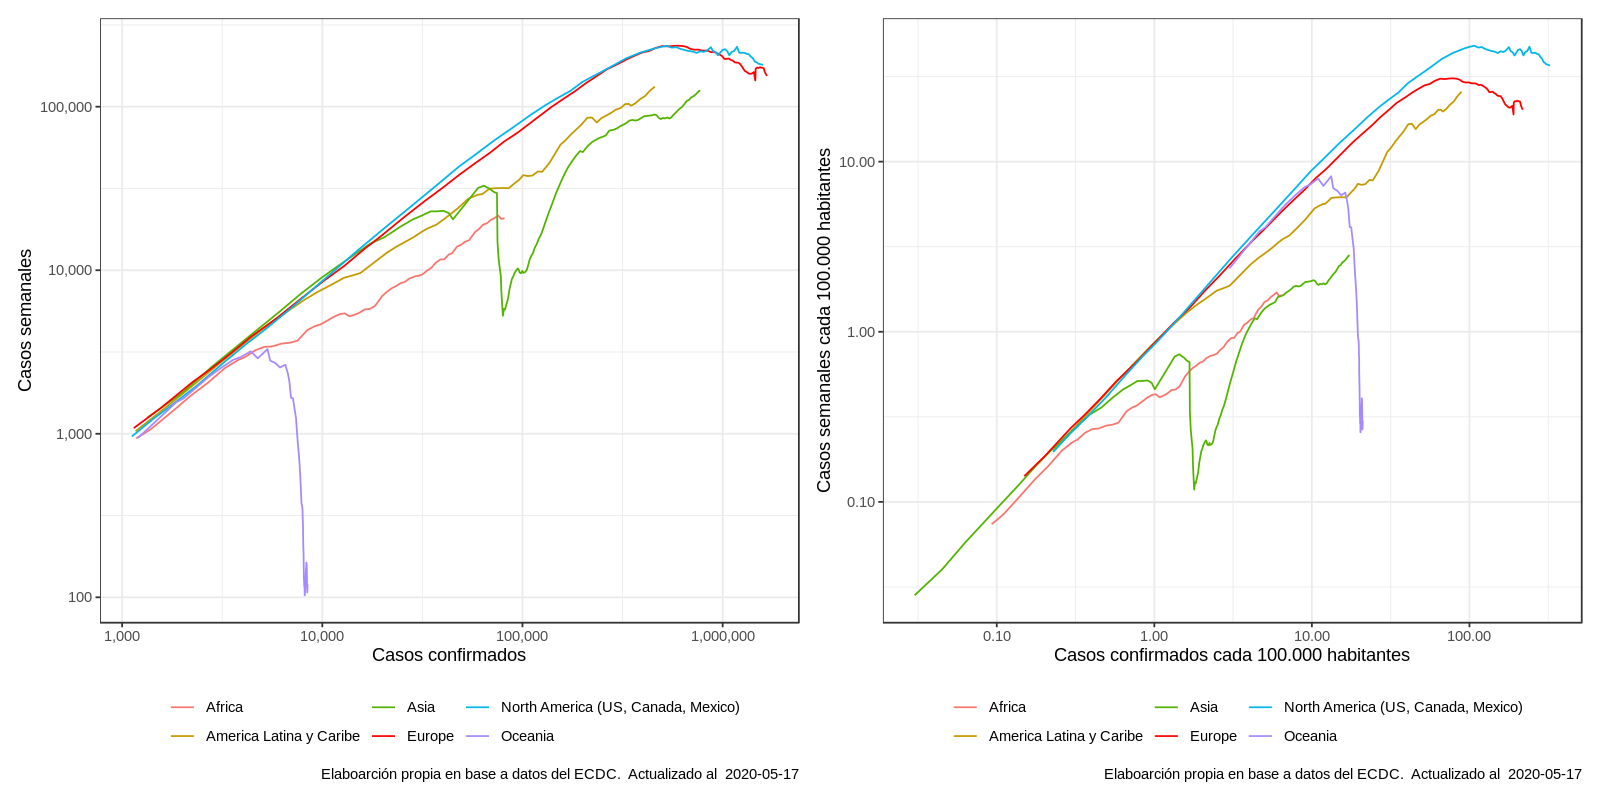 Casos semanales
100,000
10,000
1,000
100
1,000 10,000 100,000 1,000,000
Casos confirmados
Africa Asia North America (US, Canada, Mexico)
America Latina y Caribe Europe Oceania
Elaboarción propia en base a datos del ECDC. Actualizado al 2020-05-17
Casos semanales cada 100.000 habitantes
10.00
1.00
0.10
0.10 1.00 10.00 100.00
Casos confirmados cada 100.000 habitantes
Africa Asia North America (US, Canada, Mexico)
America Latina y Caribe Europe Oceania
Elaboarción propia en base a datos del ECDC. Actualizado al 2020-05-17